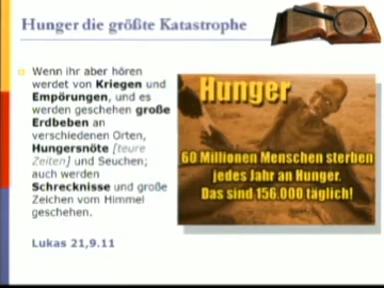 Hunger die größte Katastrophe
Wenn ihr aber hören
werdet von Kriegen und
Empörungen, und es
werden geschehen große
Erdbeben an
verschiedenen Orten,
Hungersnöte [teure
Zeiten] und Seuchen;
auch werden
Schrecknisse und große
Zeichen vom Himmel
geschehen.
Lukas 21,9.11
Hunger
60 Millionen Menschen sterben
jedes Jahr an Hunger.
Das sind 156.000 täglich!